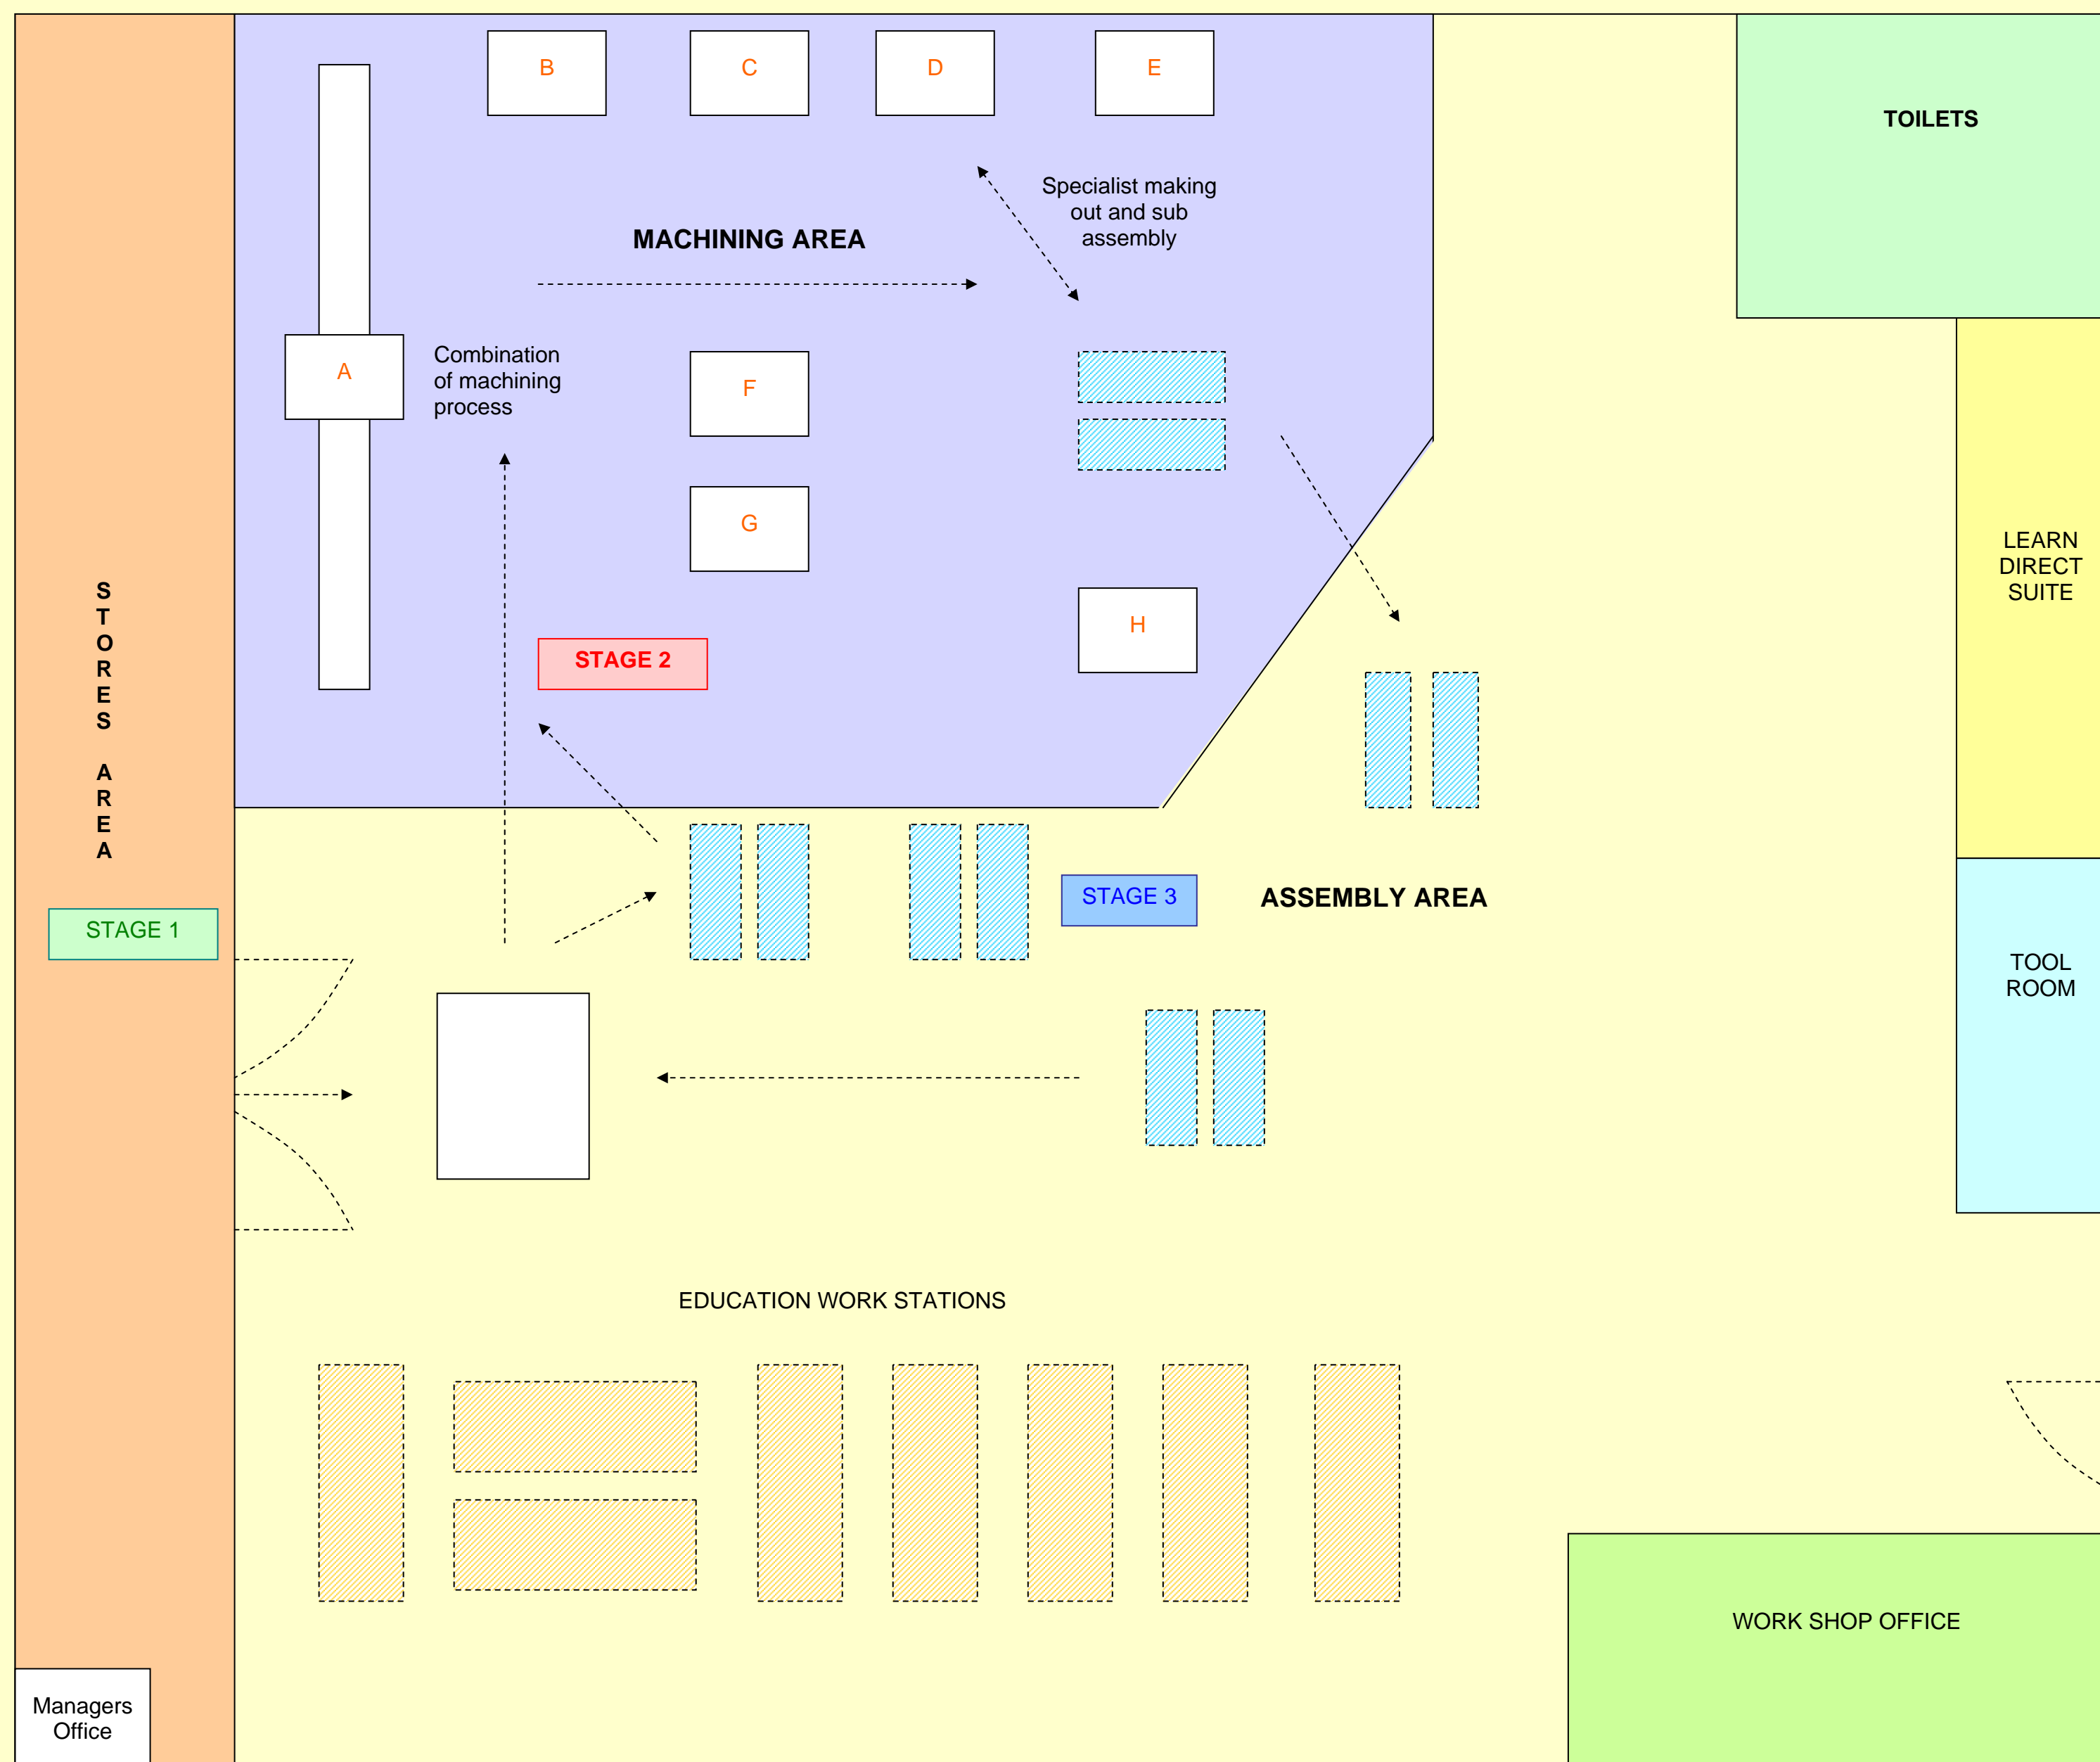 B
C
D
E
TOILETS
Specialist making
out and sub
assembly
MACHINING AREA
Combination
of machining
process
A
F
G
H
LEARN
DIRECT
SUITE
S
T
O
R
E
S
A
R
E
A
STAGE 2
STAGE 1
STAGE 3
ASSEMBLY AREA
TOOL
ROOM
EDUCATION WORK STATIONS
WORK SHOP OFFICE
Managers
Office